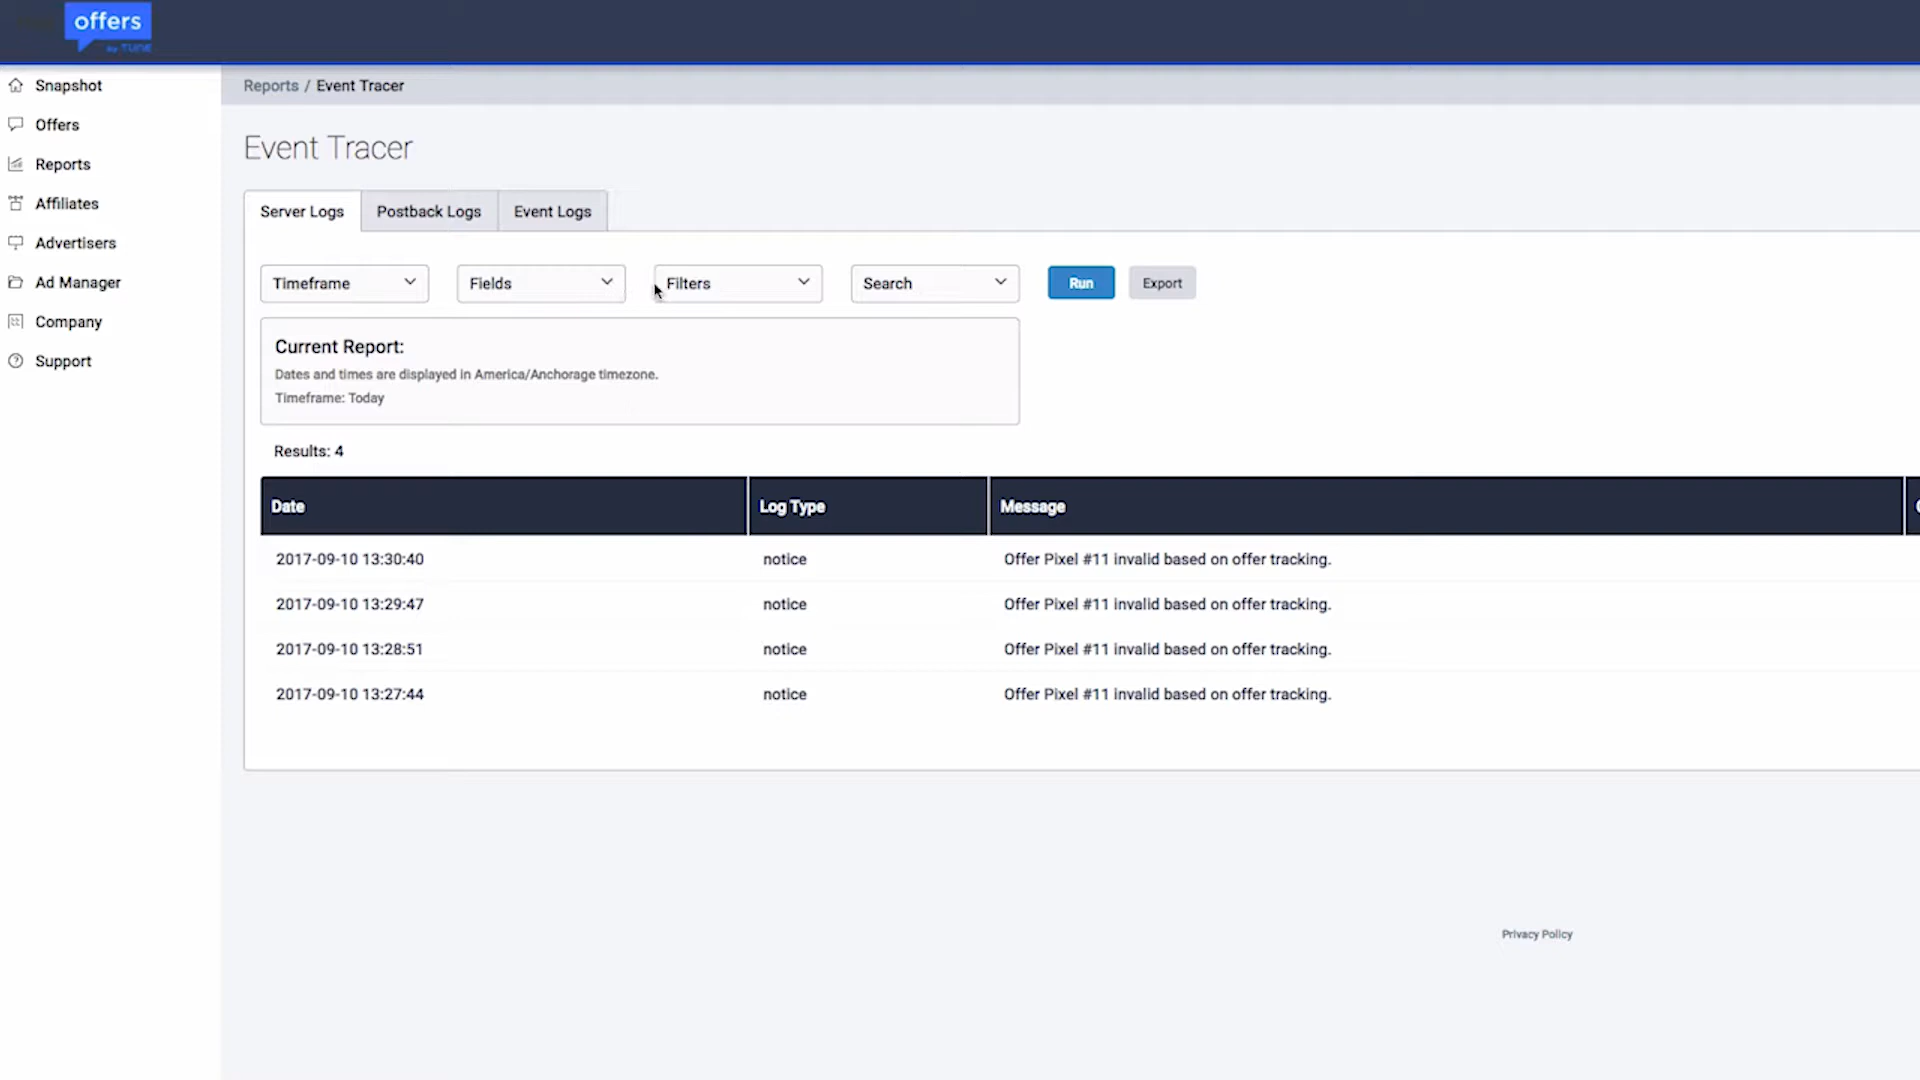 offers
by TUNE
Snapshot
Offers
Reports
Affiliates
Advertisers
Ad Manager
Company
Support
Reports / Event Tracer
Event Tracer
Server Logs Postback Logs Event Logs
Timeframe Fields Filters Search Run Export
Current Report:
Dates and times are displayed in America/Anchorage timezone.
Timeframe: Today
Results: 4
Date Log Type Message
2017-09-10 13:30:40 notice Offer Pixel #11 invalid based on offer tracking.
2017-09-10 13:29:47 notice Offer Pixel #11 invalid based on offer tracking.
2017-09-10 13:28:51 notice Offer Pixel #11 invalid based on offer tracking.
2017-09-10 13:27:44 notice Offer Pixel #11 invalid based on offer tracking.
Privacy Policy